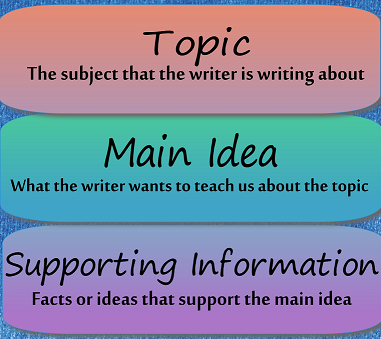 Topic
The subject that the writer is writing about
Main Idea
What the writer wants to teach us about the topic
Supporting Information
Facts or ideas that support the main idea